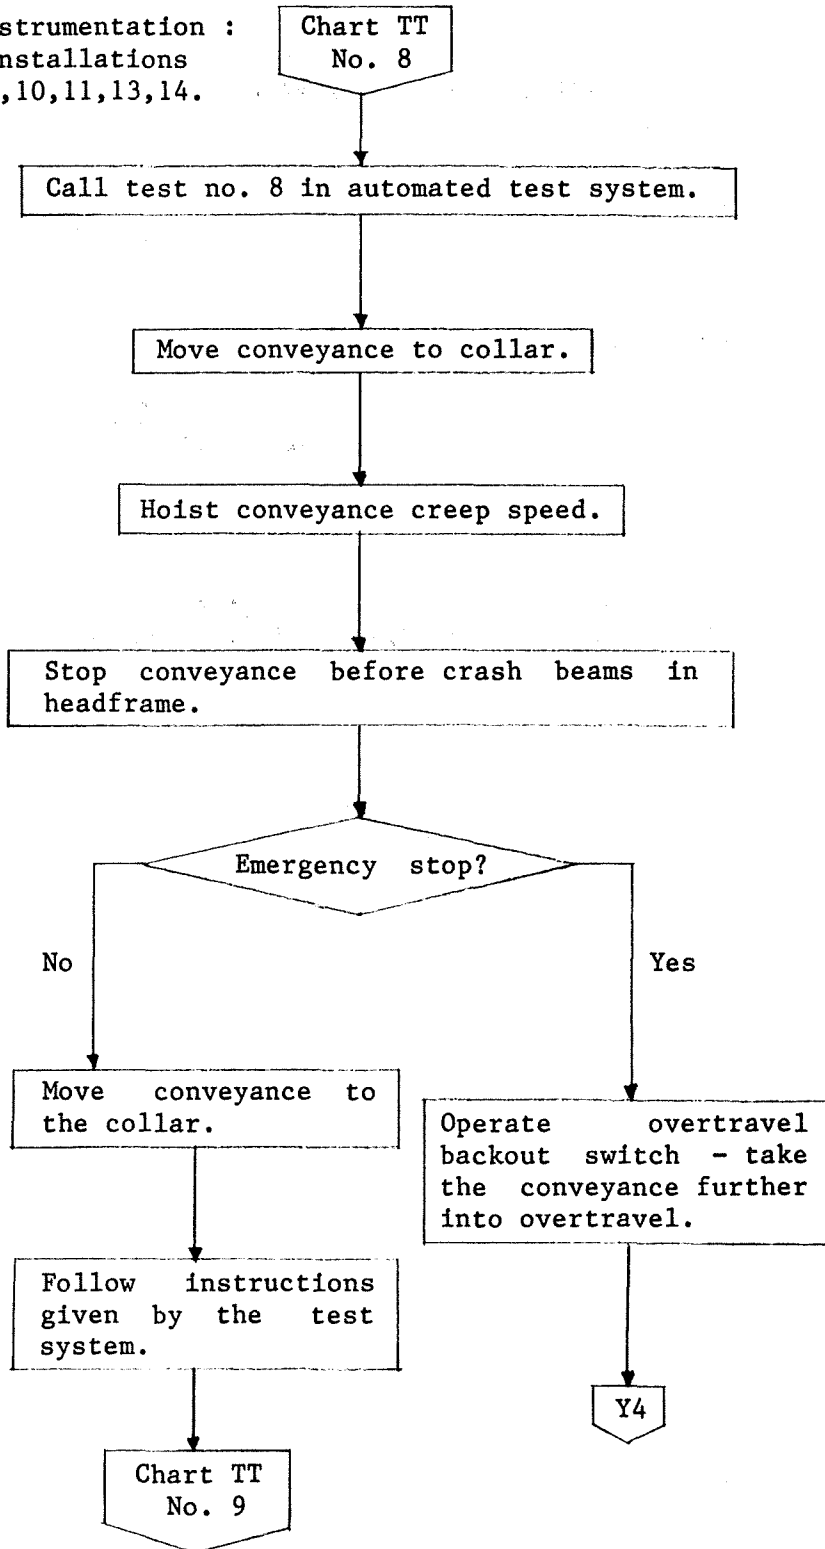 strumentation :
nstallations
,10,11,13,14.
Chart TT
No. 8
Call test no. 8 in automated test system.
Move conveyance to collar.
Hoist conveyance creep speed.
Stop conveyance before crash beams in
headframe.
Emergency stop?
No
Yes
Move conveyance to
the collar.
Operate overtravel
backout switch - take
the conveyance further
into overtravel.
Follow instructions
given by the test
system.
Y4
Chart TT
No. 9